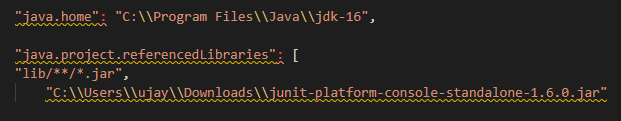 "java.home": "C:\\Program Files\\Java\\jdk-16",
"java.project.referencedLibraries": [
"lib/**/*.jar",
"C:\\Users\\ujay\\Downloads\\junit-platform-console-standalone-1.6.0.jar"